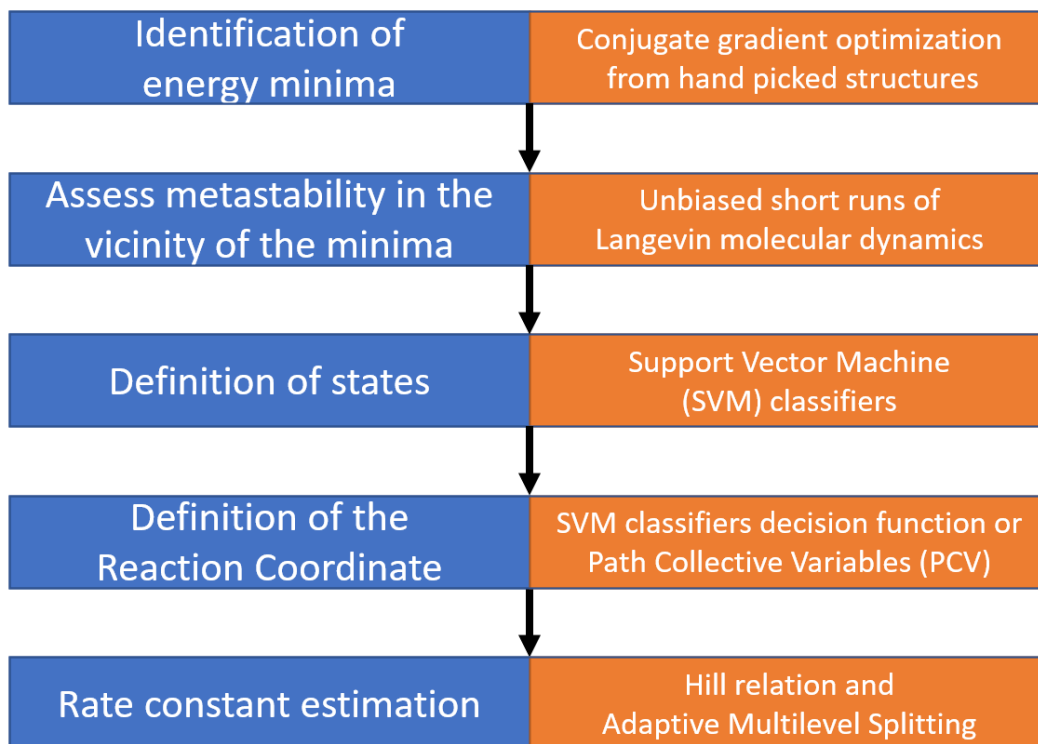 Identification of
energy minima
Conjugate gradient optimization
from hand picked structures
Assess metastability in the
vicinity of the minima
Unbiased short runs of
Langevin molecular dynamics
Definition of states
Support Vector Machine
(SVM) classifiers
Definition of the
Reaction Coordinate
SVM classifiers decision function or
Path Collective Variables (PCV)
Rate constant estimation
Hill relation and
Adaptive Multilevel Splitting